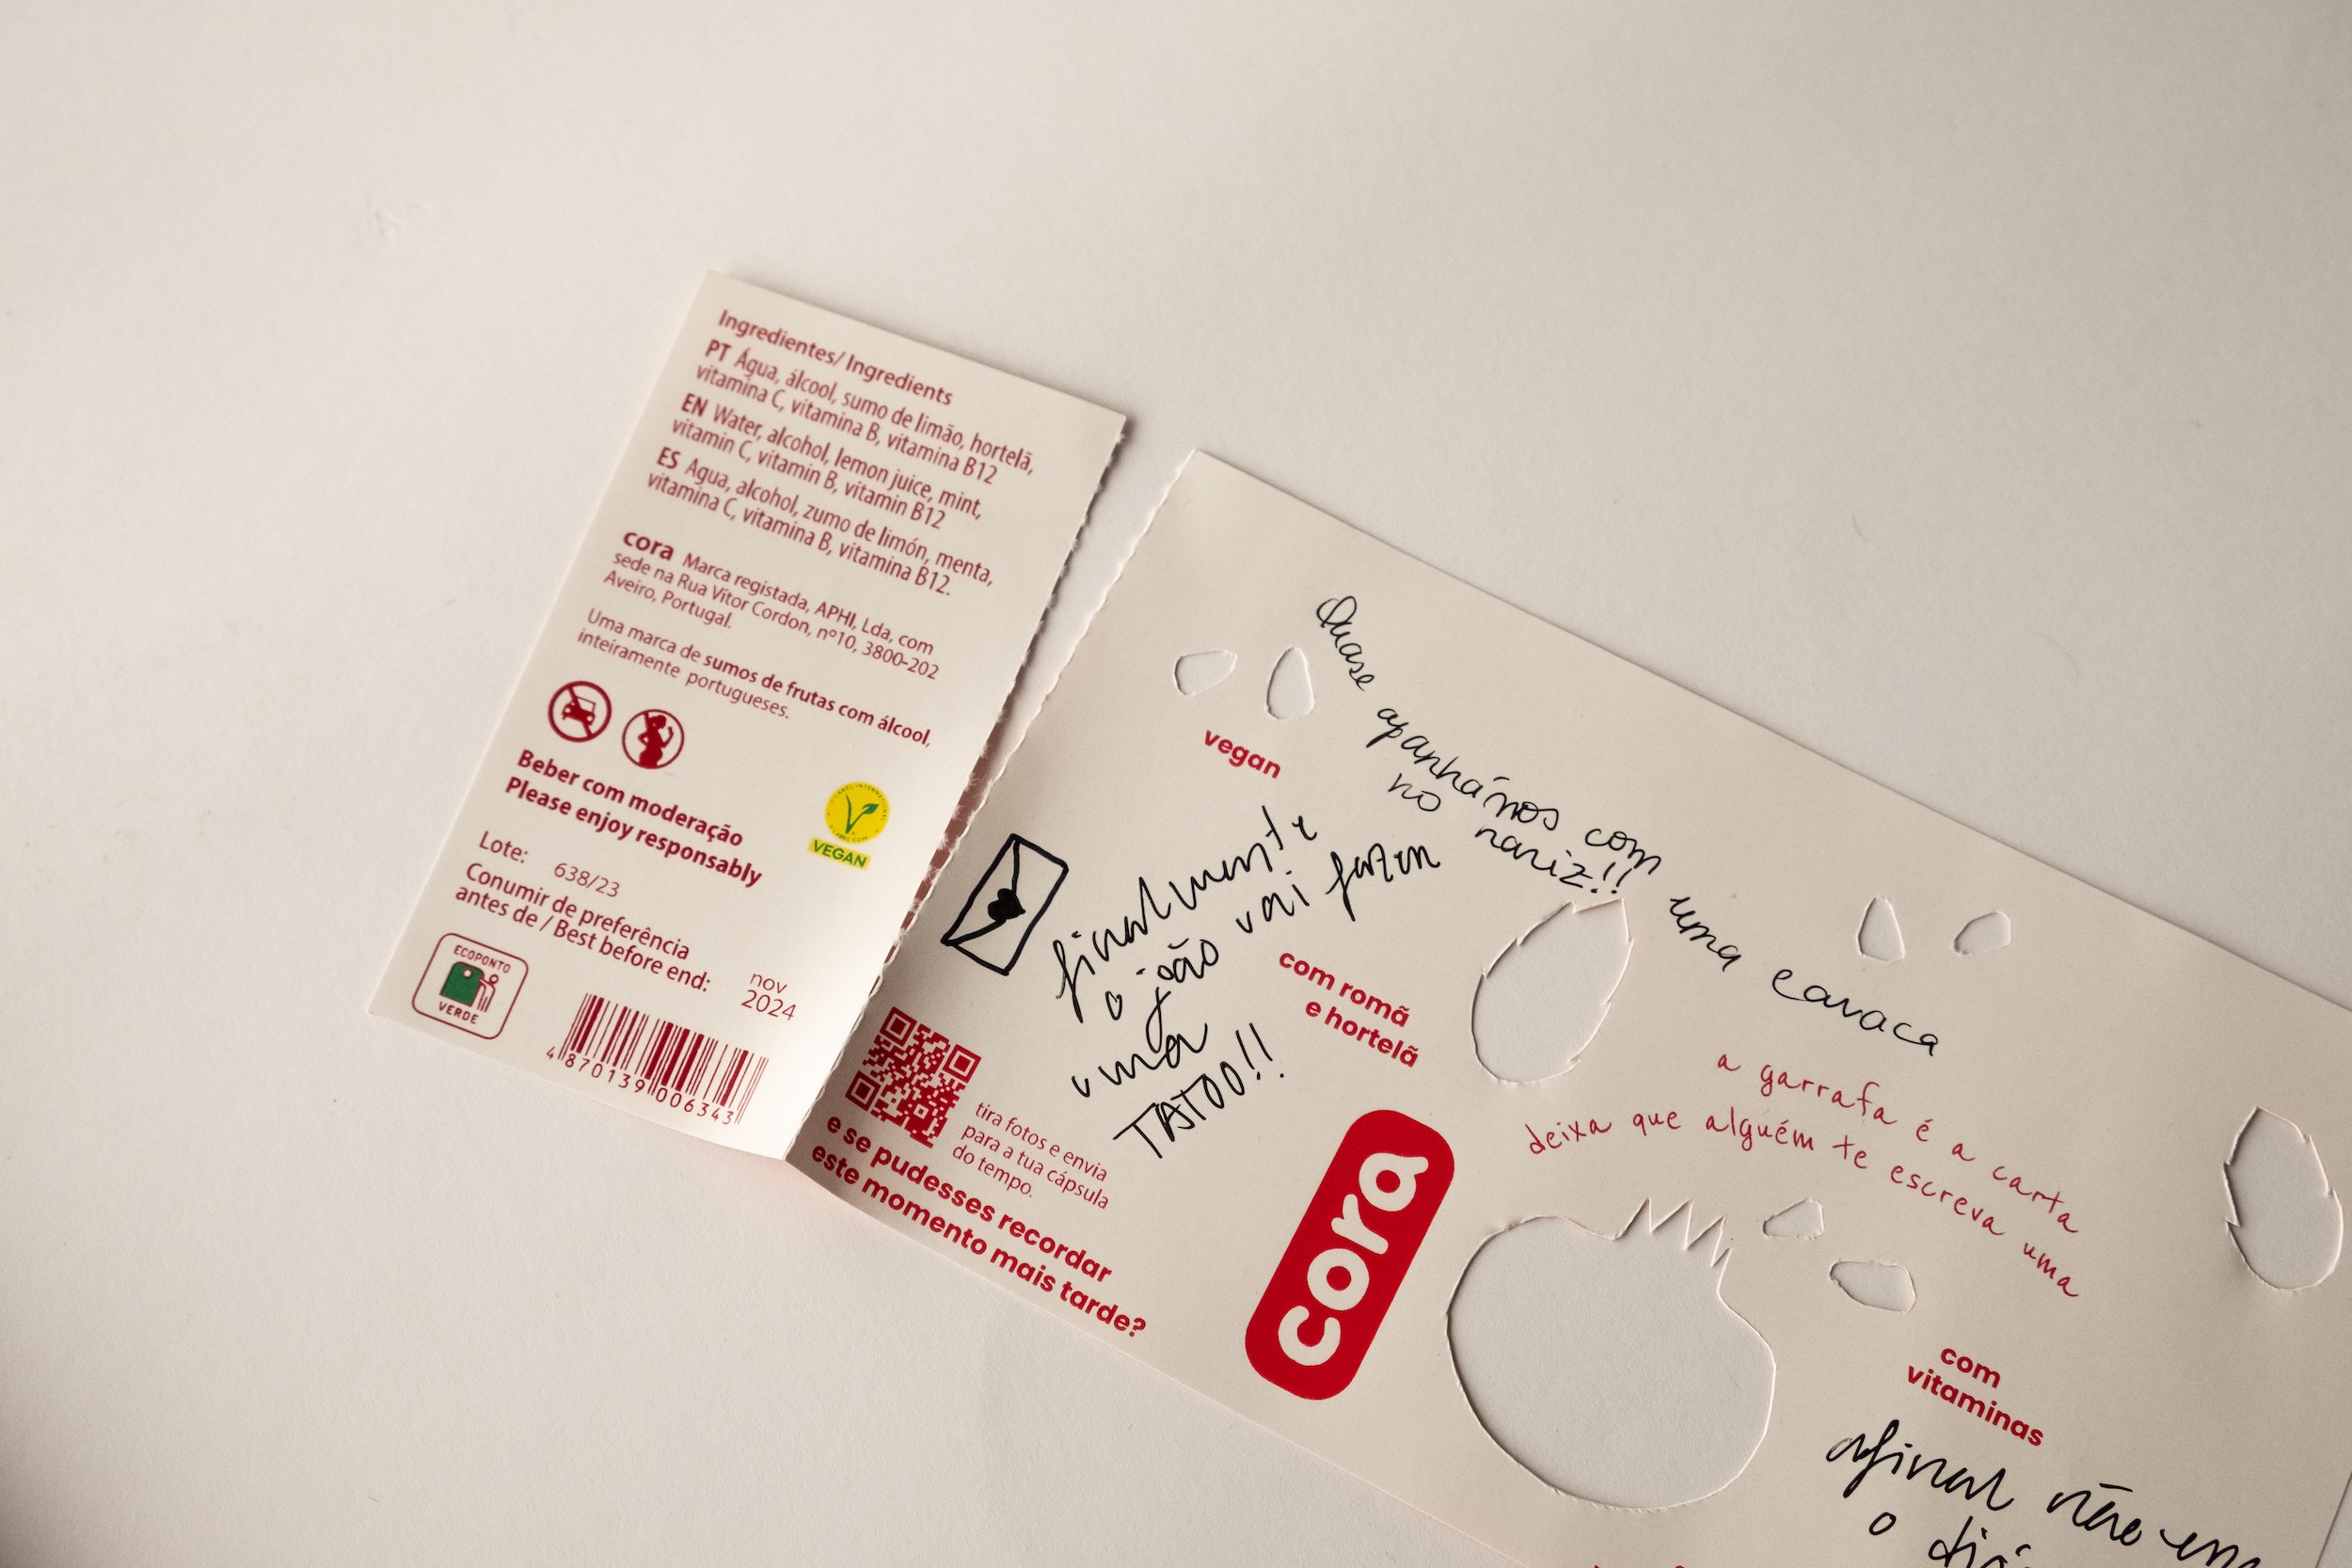 Ingredientes/ Ingredients
PT Água, álcool, sumo de limão, hortelã,
vitamina C, vitamina B, vitamina B12
EN Water, alcohol, lemon juice, mint,
vitamin C, vitamin B, vitamin B12
ES Agua, alcohol, zumo de limón, menta,
vitamina C, vitamina B, vitamina B12.
cora Marca registada, APHI, Lda, com
sede na Rua Vitor Cordon, nº10, 3800-202
Aveiro, Portugal.
Uma marca de sumos de frutas com álcool,
inteiramente portugueses.
Beber com moderação
Please enjoy responsably
VEGAN
Lote: 638/23
Conumir de preferência
antes de / Best before end: nov
2024
ECOPONTO
VERDE
4 870139 006343
Quase apanhá nos com uma cavaca
no nariz!!
vegan
finalmente
o joão vai fazer
uma
TATOO!!
com romã
e hortelã
tira fotos e envia
para a tua cápsula
do tempo.
e se pudesses recordar
este momento mais tarde?
cora
a garrafa é a carta
deixa que alguém te escreva uma
com
vitaminas
afinal não
o